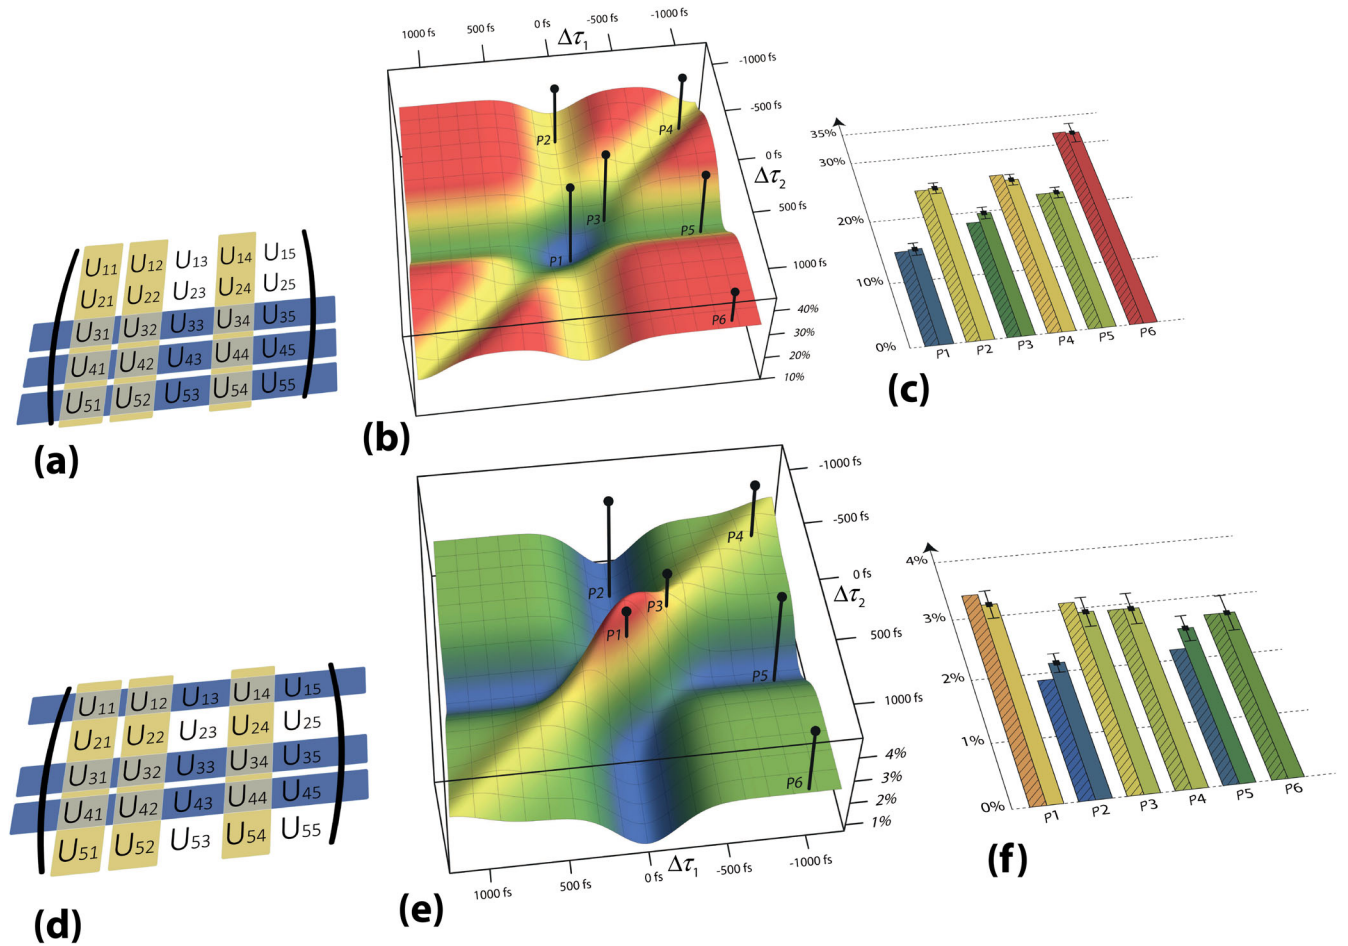 U11 U12 U13 U14 U15
U21 U22 U23 U24 U25
U31 U32 U33 U34 U35
U41 U42 U43 U44 U45
U51 U52 U53 U54 U55
(a)
1000 fs 500 fs 0 fs -500 fs -1000 fs
Δτ1
-1000 fs
-500 fs
0 fs
Δτ2
500 fs
1000 fs
40%
30%
20%
10%
P2
P4
P3
P5
P1
P6
(b)
35%
30%
20%
10%
0%
P1 P2 P3 P4 P5 P6
(c)
U11 U12 U13 U14 U15
U21 U22 U23 U24 U25
U31 U32 U33 U34 U35
U41 U42 U43 U44 U45
U51 U52 U53 U54 U55
(d)
-1000 fs
-500 fs
0 fs
Δτ2
500 fs
1000 fs
4%
3%
2%
1%
P4
P2
P3
P1
P5
P6
1000 fs 500 fs 0 fs Δτ1 -500 fs -1000 fs
(e)
4%
3%
2%
1%
0%
P1 P2 P3 P4 P5 P6
(f)